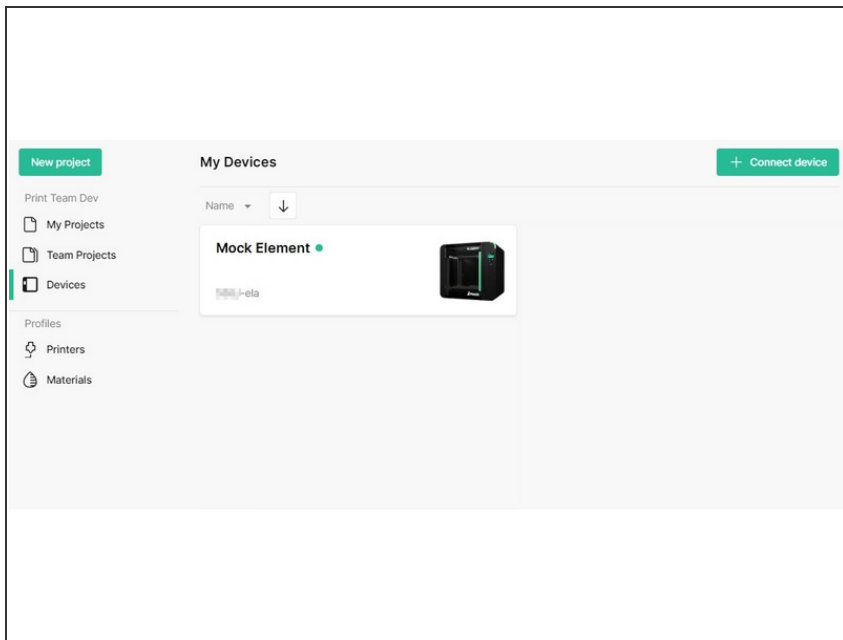 New project
Print Team Dev
My Projects
Team Projects
Devices
Profiles
Printers
Materials
My Devices
+ Connect device
Name
Mock Element
-ela